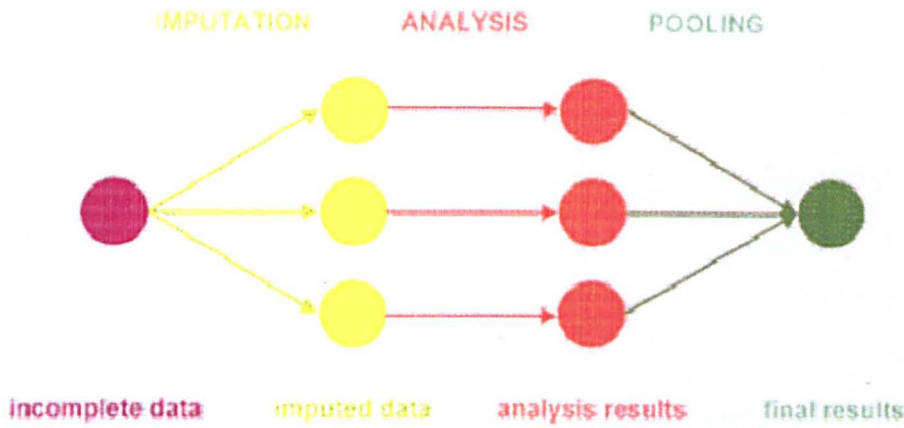 IMPUTATION ANALYSIS POOLING
incomplete data imputed data analysis results final results